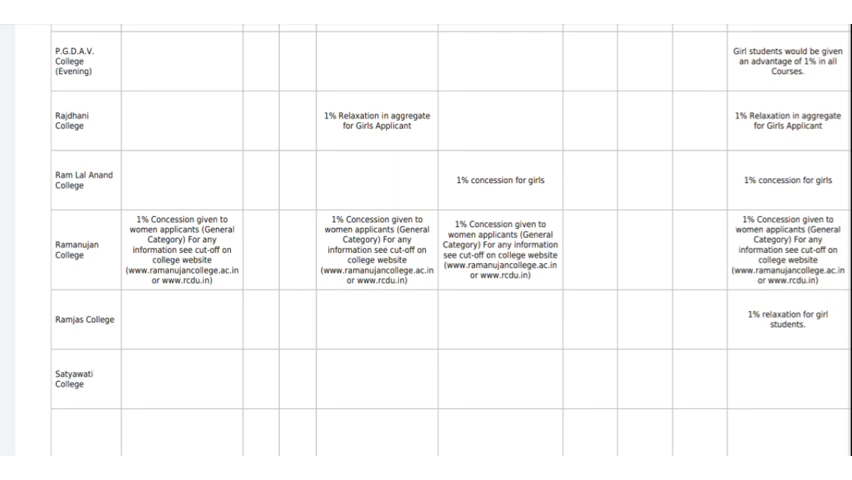 P.G.D.A.V.
College
(Evening)
Girl students would be given
an advantage of 1% in all
Courses.
Rajdhani
College
1% Relaxation in aggregate
for Girls Applicant
1% Relaxation in aggregate
for Girls Applicant
Ram Lal Anand
College
1% concession for girls
1% concession for girls
Ramanujan
College
1% Concession given to
women applicants (General
Category) For any
information see cut-off on
college website
(www.ramanujancollege.ac.in
or www.rcdu.in)
1% Concession given to
women applicants (General
Category) For any
information see cut-off on
college website
(www.ramanujancollege.ac.in
or www.rcdu.in)
1% Concession given to
women applicants (General
Category) For any information
see cut-off on college website
(www.ramanujancollege.ac.in
or www.rcdu.in)
1% Concession given to
women applicants (General
Category) For any
information see cut-off on
college website
(www.ramanujancollege.ac.in
or www.rcdu.in)
Ramjas College
1% relaxation for girl
students.
Satyawati
College